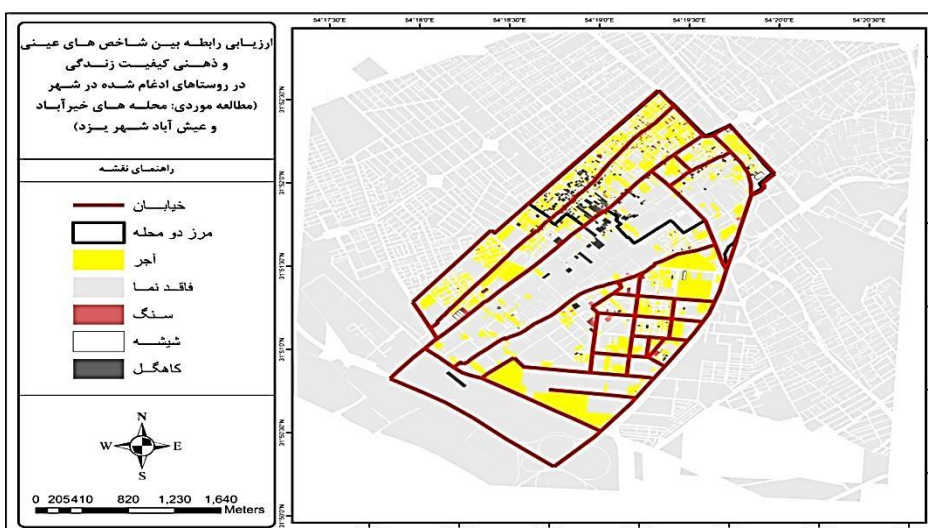 54°17'30"E 54°18'0"E 54°18'30"E 54°19'0"E 54°19'30"E 54°20'0"E 54°20'30"E
ارزیابی رابطه بین شاخص های عینی
و ذهنی کیفیت زندگی
در روستاهای ادغام شده در شهر
(مطالعه موردی: محله های خیرآباد
و عیش آباد شهر یزد)
راهنمای نقشه
خیابان
مرز دو محله
آجر
فاقد نما
سنگ
شیشه
کاهگل
N
W E
S
0 205410 820 1,230 1,640
Meters